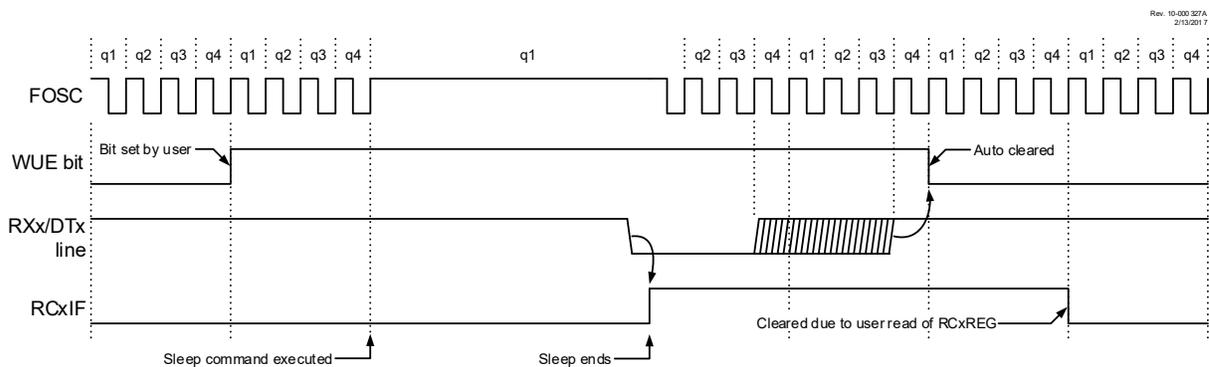 Rev. 10-000 327A
2/13/201 7
q1 q2 q3 q4 q1 q2 q3 q4 q1 q2 q3 q4 q1 q2 q3 q4 q1 q2 q3 q4 q1 q2 q3 q4
FOSC
Bit set by user
Auto cleared
WUE bit
RXx/DTx
line
RCxIF
Cleared due to user read of RCxREG
Sleep command executed
Sleep ends